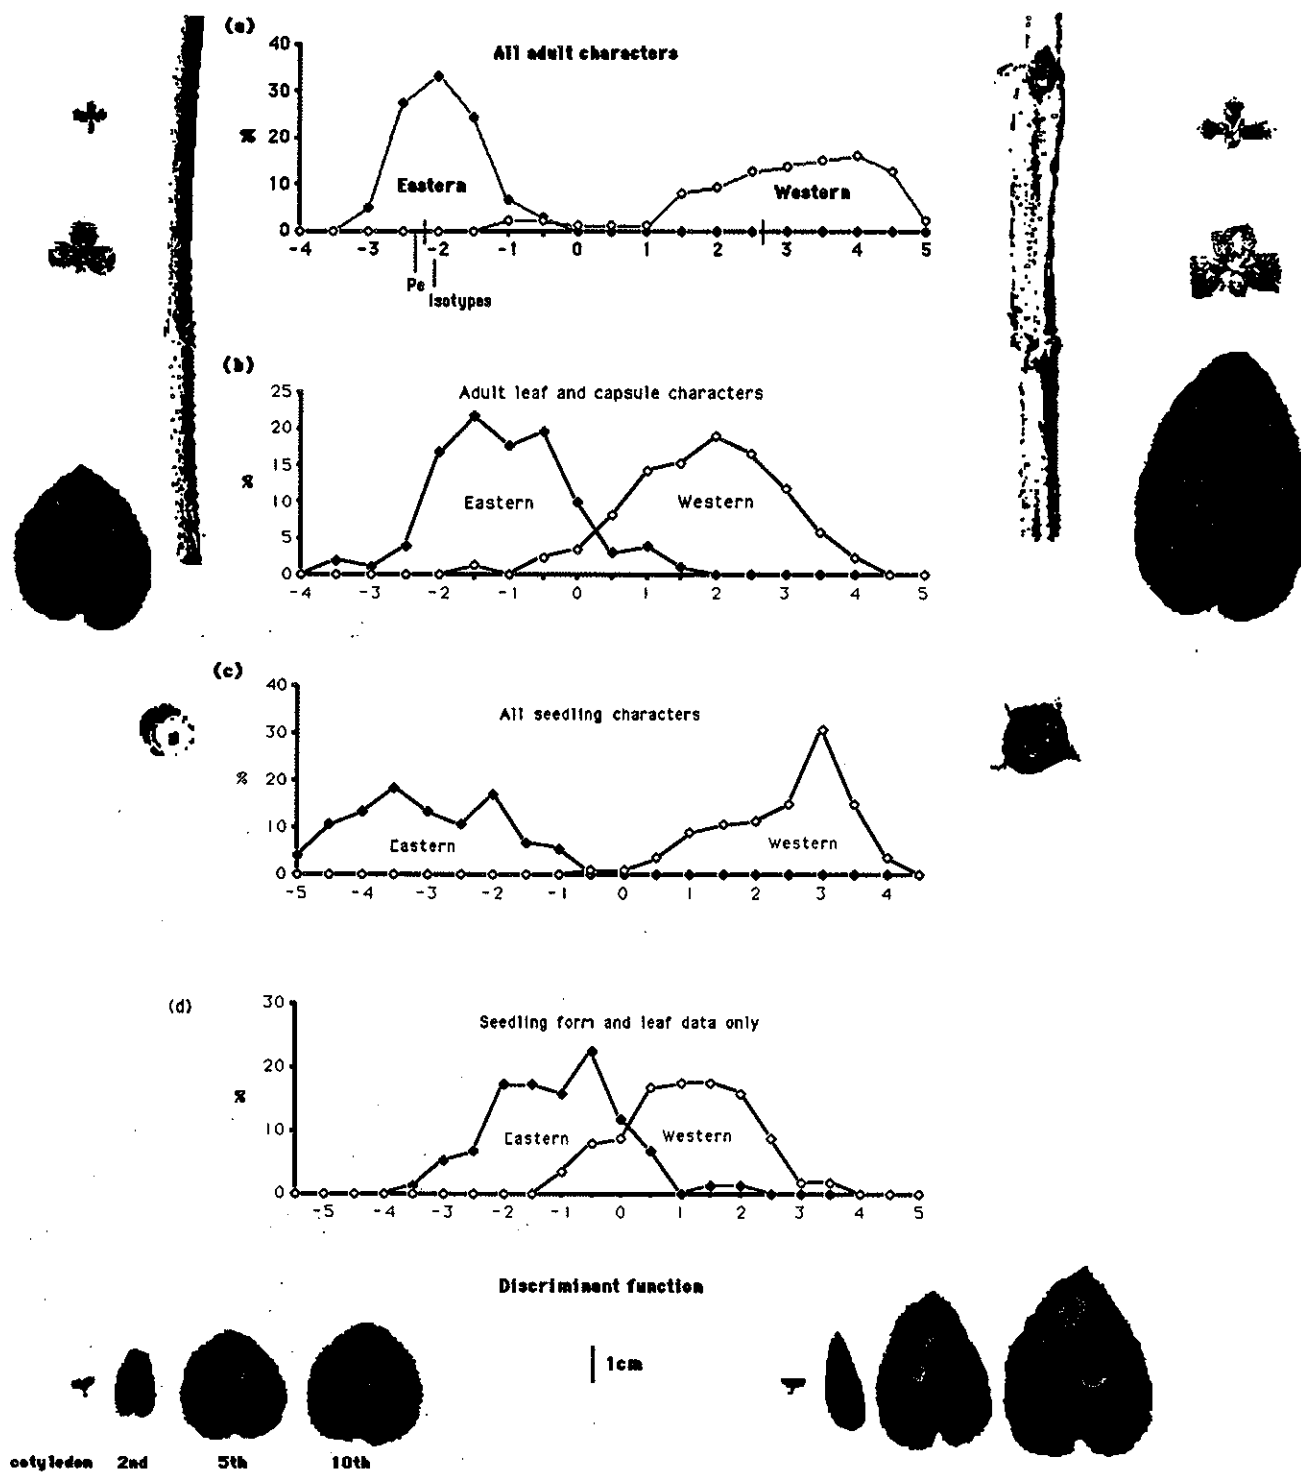 (a)
All adult characters
40
30
20
10
0
%
Eastern
Western
-4 -3 -2 -1 0 1 2 3 4 5
Pe
Isotypes
(b)
Adult leaf and capsule characters
25
20
15
10
5
0
%
Eastern
Western
-4 -3 -2 -1 0 1 2 3 4 5
(c)
All seedling characters
40
30
20
10
0
%
Eastern
Western
-5 -4 -3 -2 -1 0 1 2 3 4
(d)
Seedling form and leaf data only
30
20
10
0
%
Eastern
Western
-5 -4 -3 -2 -1 0 1 2 3 4 5
Discriminant function
1cm
cotyledon 2nd 5th 10th